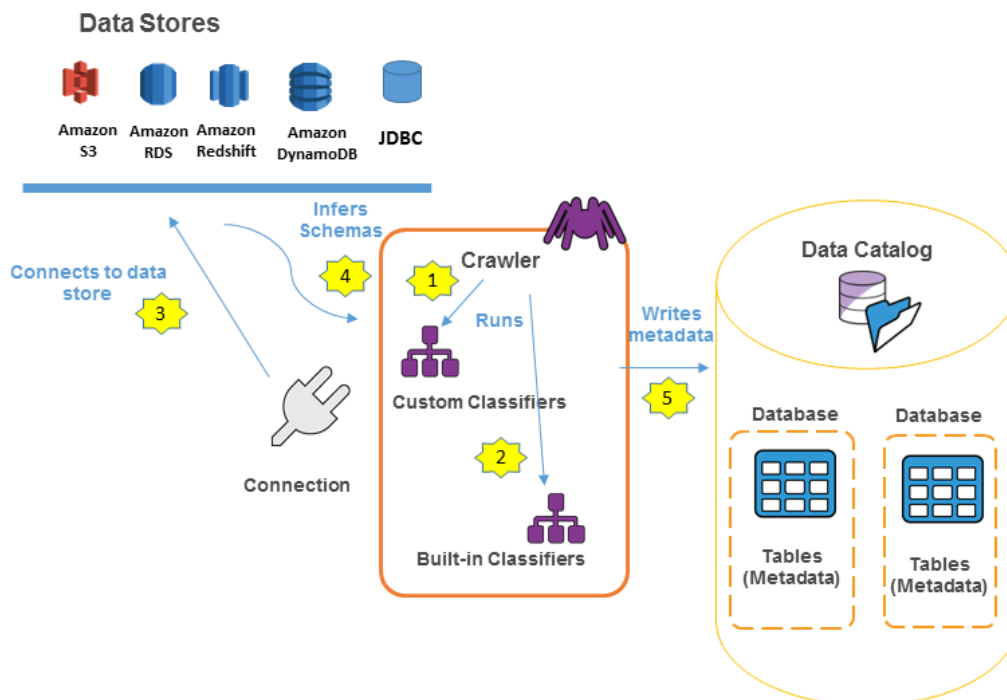 Data Stores
Amazon
S3
Amazon
RDS
Amazon
Redshift
Amazon
DynamoDB
JDBC
Infers
Schemas
4
Connects to data
store
3
Connection
1
Crawler
Runs
Custom Classifiers
2
Built-in Classifiers
Writes
metadata
5
Data Catalog
Database
Tables
(Metadata)
Database
Tables
(Metadata)